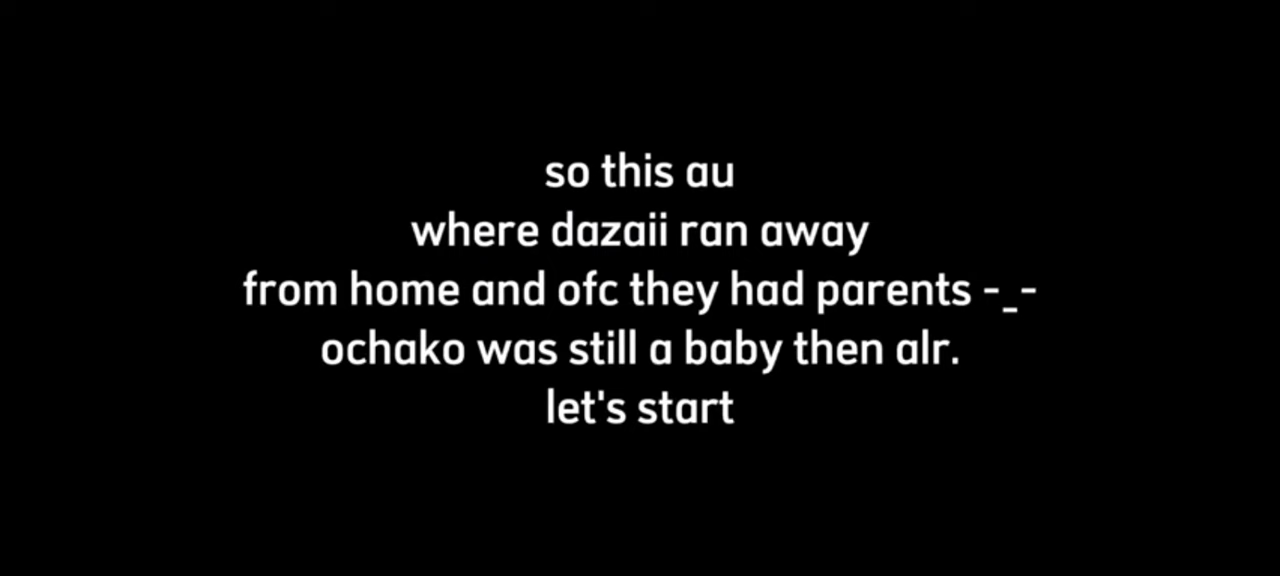 so this au
where dazaii ran away
from home and ofc they had parents -_-
ochako was still a baby then alr.
let's start